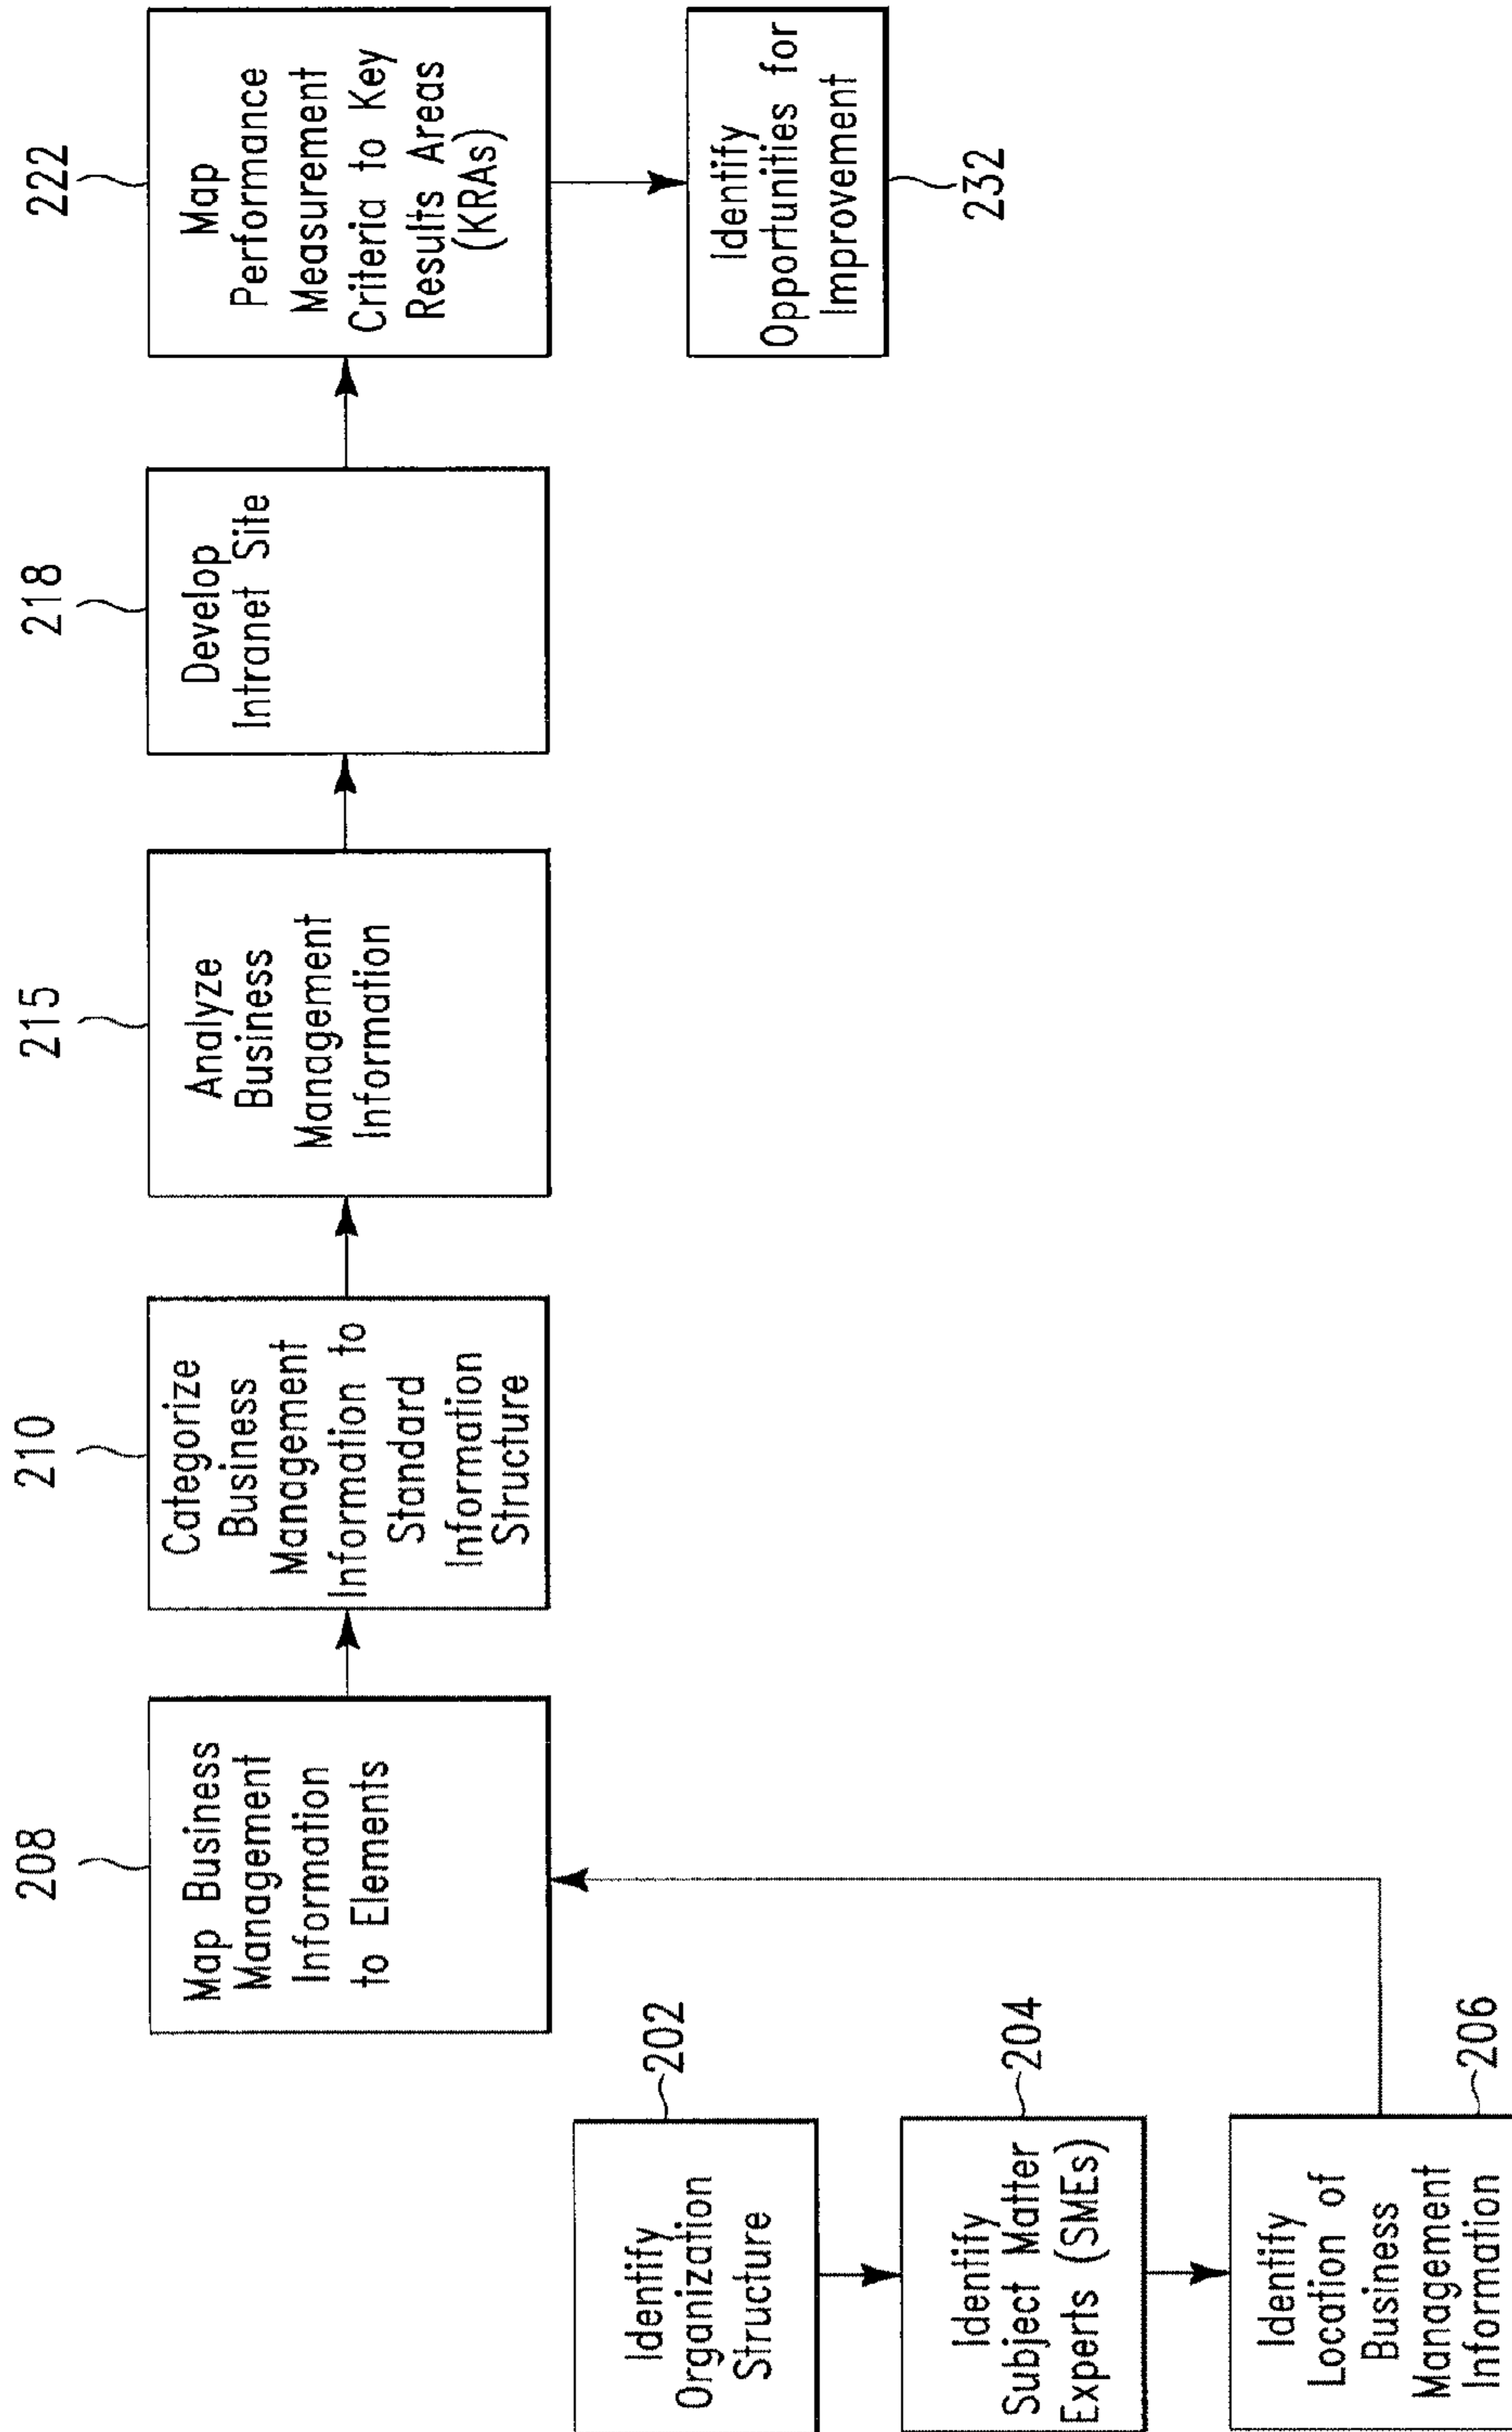 202
Identify
Organization
Structure
204
Identify
Subject Matter
Experts (SMEs)
206
Identify
Location of
Business
Management
Information
208
Map Business
Management
Information
to Elements
210
Categorize
Business
Management
Information to
Standard
Information
Structure
215
Analyze
Business
Management
Information
218
Develop
Intranet Site
222
Map
Performance
Measurement
Criteria to Key
Results Areas
(KRAs)
Identify
Opportunities for
Improvement
232